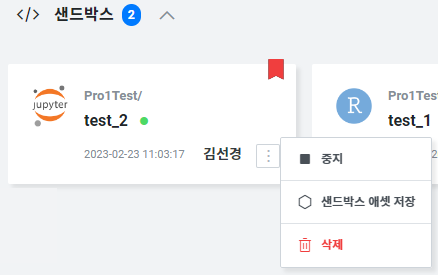 </> 샌드박스 2
jupyter
Pro1Test/
test_2
2023-02-23 11:03:17 김선경
R
Pro1Test
test_1
중지
샌드박스 애셋 저장
삭제